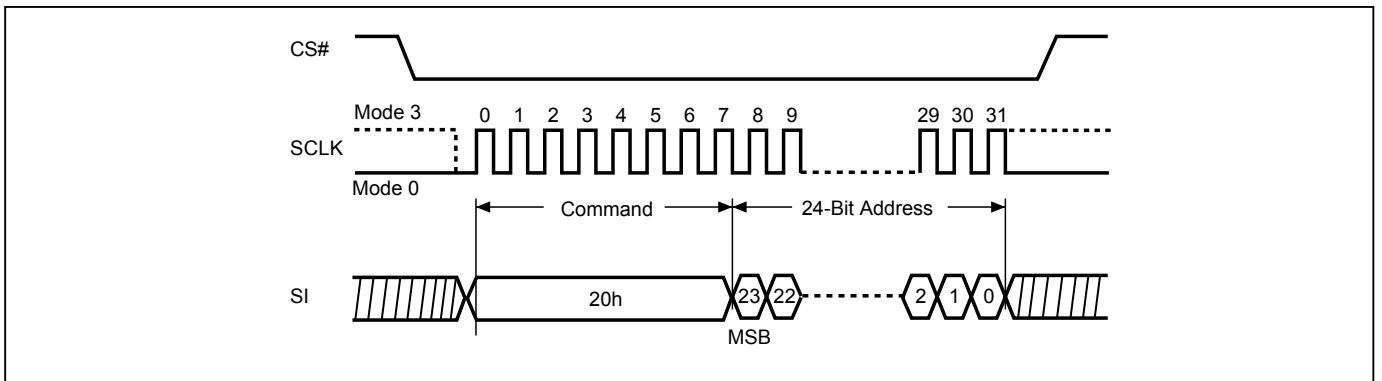 CS#
Mode 3
0 1 2 3 4 5 6 7 8 9 29 30 31
SCLK
Mode 0
Command 24-Bit Address
SI 20h 23 22 2 1 0
MSB